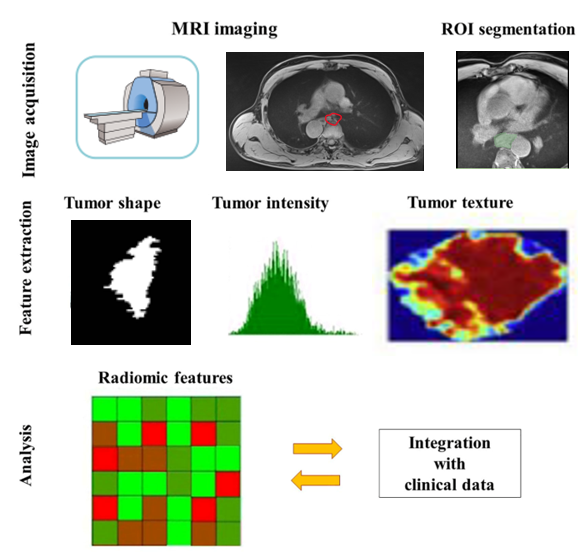 MRI imaging
ROI segmentation
Image acquisition
Tumor shape
Tumor intensity
Tumor texture
Feature extraction
Radiomic features
Analysis
Integration
with
clinical data